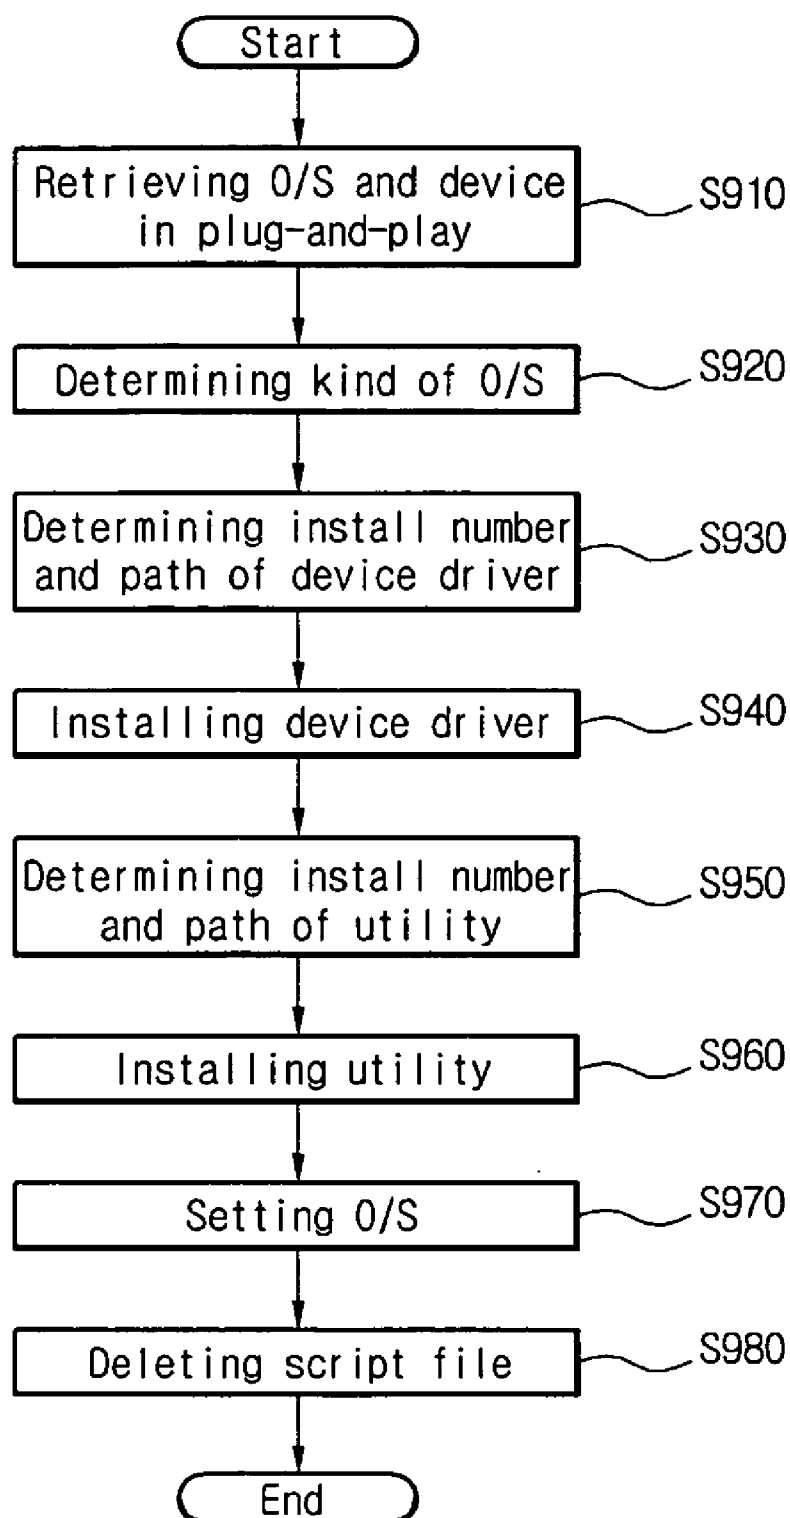 Start
Retrieving O/S and device
in plug-and-play
S910
Determining kind of O/S
S920
Determining install number
and path of device driver
S930
Installing device driver
S940
Determining install number
and path of utility
S950
Installing utility
S960
Setting O/S
S970
Deleting script file
S980
End